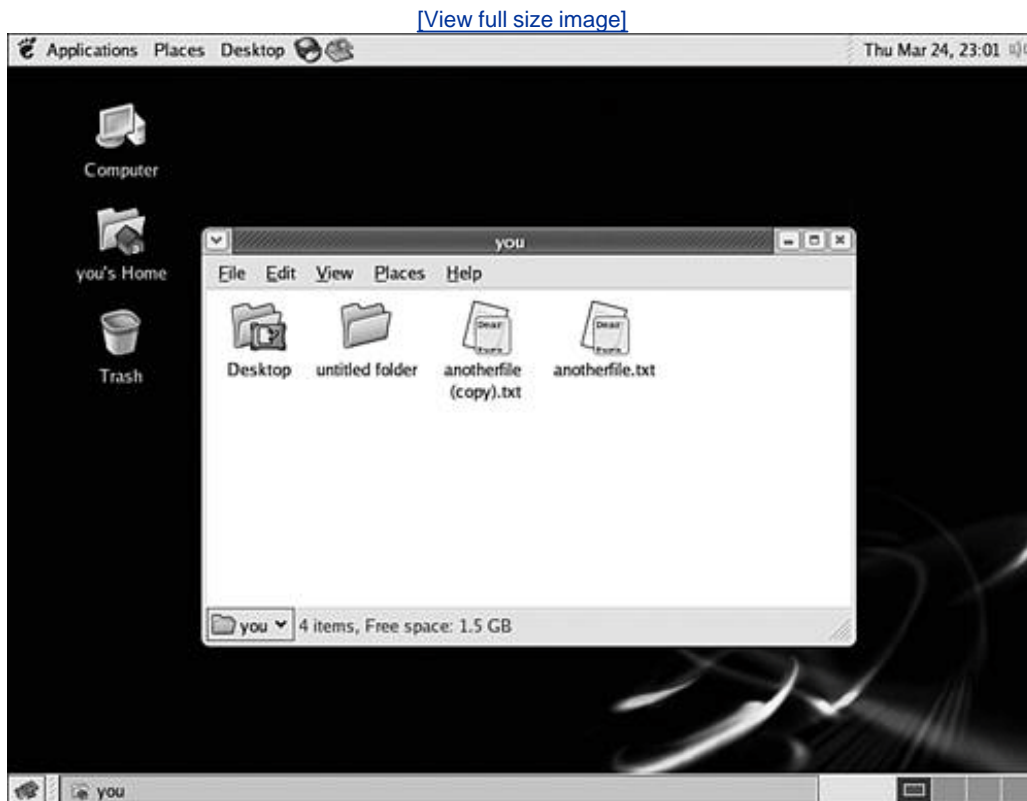 [View full size image]
Applications Places Desktop
Thu Mar 24, 23:01
Computer
you's Home
Trash
you
File Edit View Places Help
Desktop
untitled folder
anotherfile
(copy).txt
anotherfile.txt
Dear
Dear
you
4 items, Free space: 1.5 GB
you